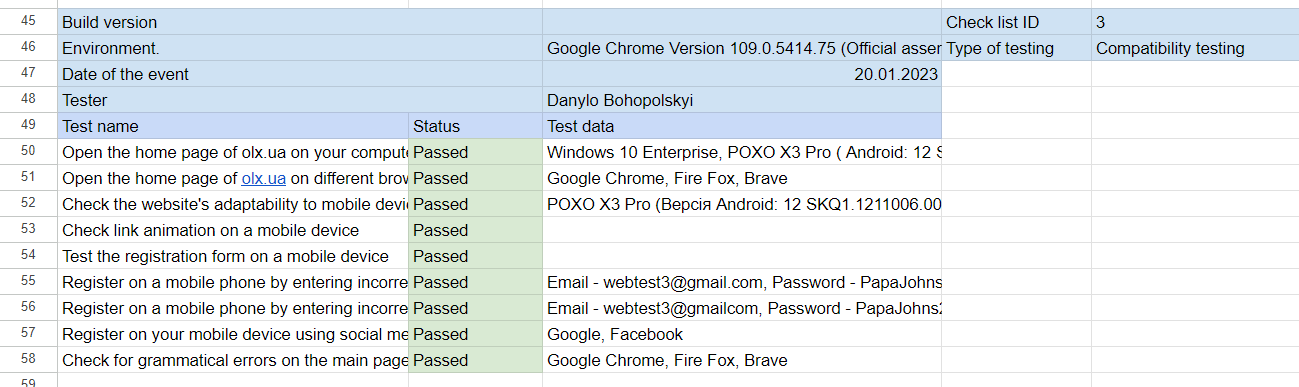 45 Build version Check list ID 3
46 Environment. Google Chrome Version 109.0.5414.75 (Official asser Type of testing Compatibility testing
47 Date of the event 20.01.2023
48 Tester Danylo Bohopolskyi
49 Test name Status Test data
50 Open the home page of olx.ua on your compute Passed Windows 10 Enterprise, POXO X3 Pro ( Android: 12 S
51 Open the home page of olx.ua on different brow Passed Google Chrome, Fire Fox, Brave
52 Check the website's adaptability to mobile devi Passed POXO X3 Pro (Версія Android: 12 SKQ1.1211006.00
53 Check link animation on a mobile device Passed
54 Test the registration form on a mobile device Passed
55 Register on a mobile phone by entering incorre Passed Email - webtest3@gmail.com, Password - PapaJohns
56 Register on a mobile phone by entering incorre Passed Email - webtest3@gmailcom, Password - PapaJohns2
57 Register on your mobile device using social me Passed Google, Facebook
58 Check for grammatical errors on the main page Passed Google Chrome, Fire Fox, Brave
59